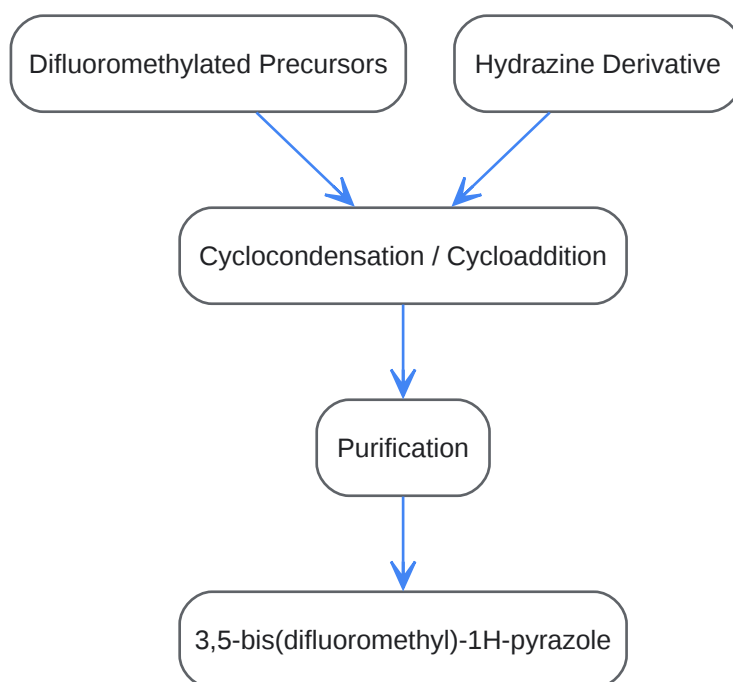 Difluoromethylated Precursors
Hydrazine Derivative
Cyclocondensation / Cycloaddition
Purification
3,5-bis(difluoromethyl)-1H-pyrazole